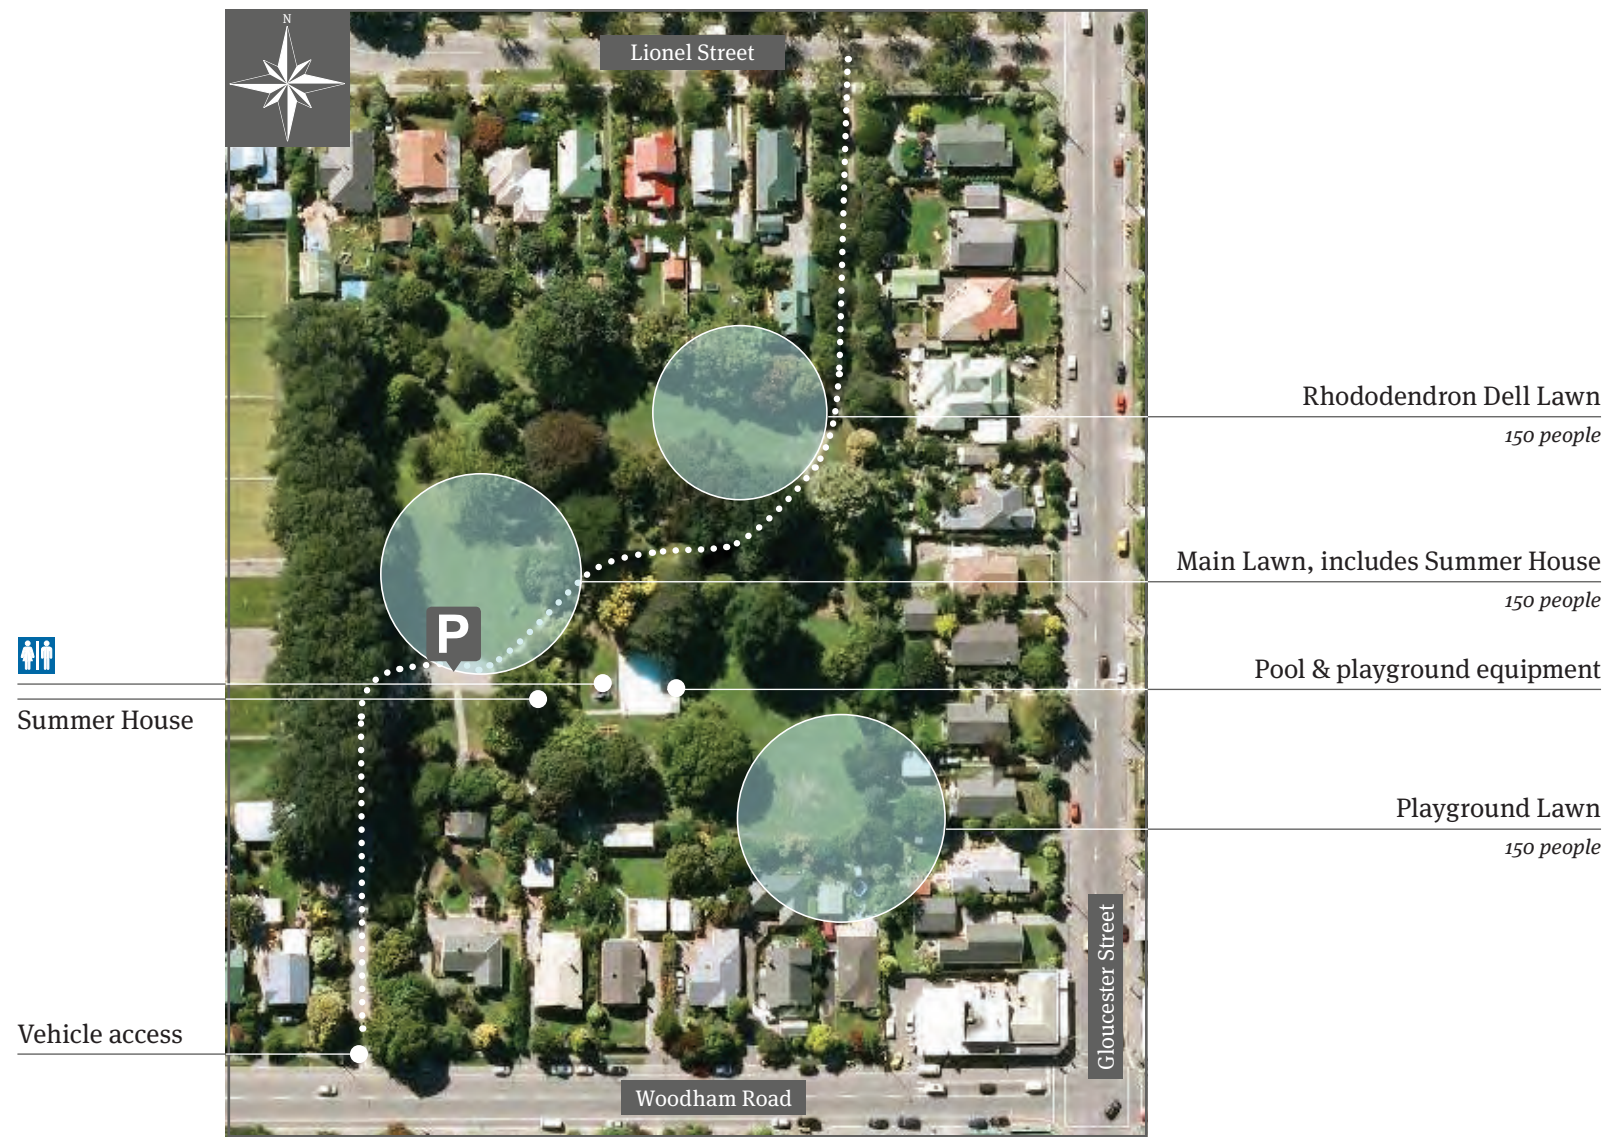 N
Lionel Street
Rhododendron Dell Lawn
150 people
Main Lawn, includes Summer House
150 people
P
Pool & playground equipment
Summer House
Playground Lawn
150 people
Gloucester Street
Vehicle access
Woodham Road